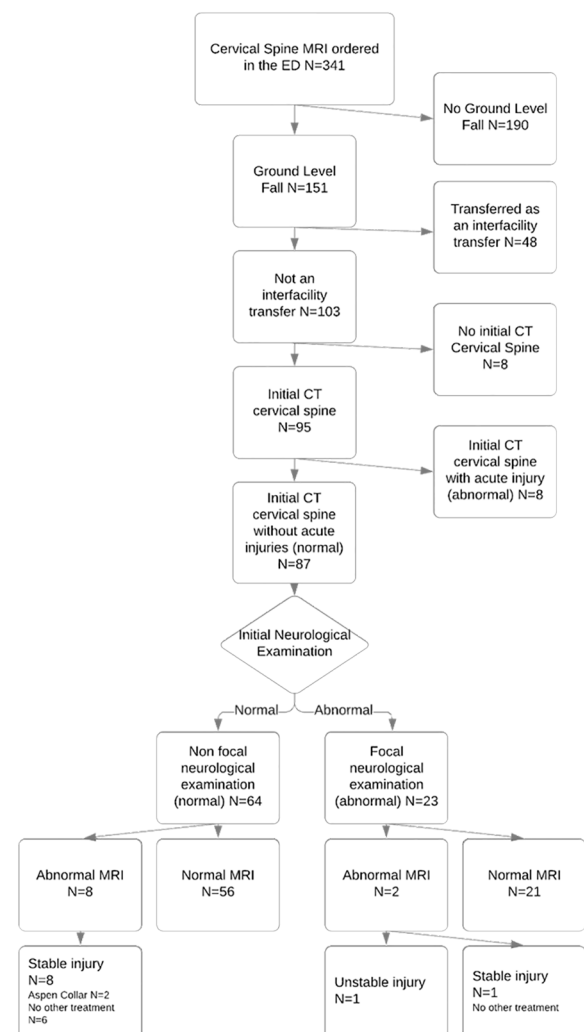 Cervical Spine MRI ordered
in the ED N=341
No Ground Level
Fall N=190
Ground Level
Fall N=151
Transferred as
an interfacility
transfer N=48
Not an
interfacility
transfer N=103
No initial CT
Cervical Spine
N=8
Initial CT
cervical spine
N=95
Initial CT
cervical spine
with acute injury
(abnormal) N=8
Initial CT
cervical spine
without acute
injuries (normal)
N=87
Initial Neurological
Examination
Normal
Abnormal
Non focal
neurological
examination
(normal) N=64
Focal
neurological
examination
(abnormal) N=23
Abnormal MRI
N=8
Normal MRI
N=56
Abnormal MRI
N=2
Normal MRI
N=21
Stable injury
N=8
Aspen Collar N=2
No other treatment
N=6
Unstable injury
N=1
Stable injury
N=1
No other treatment